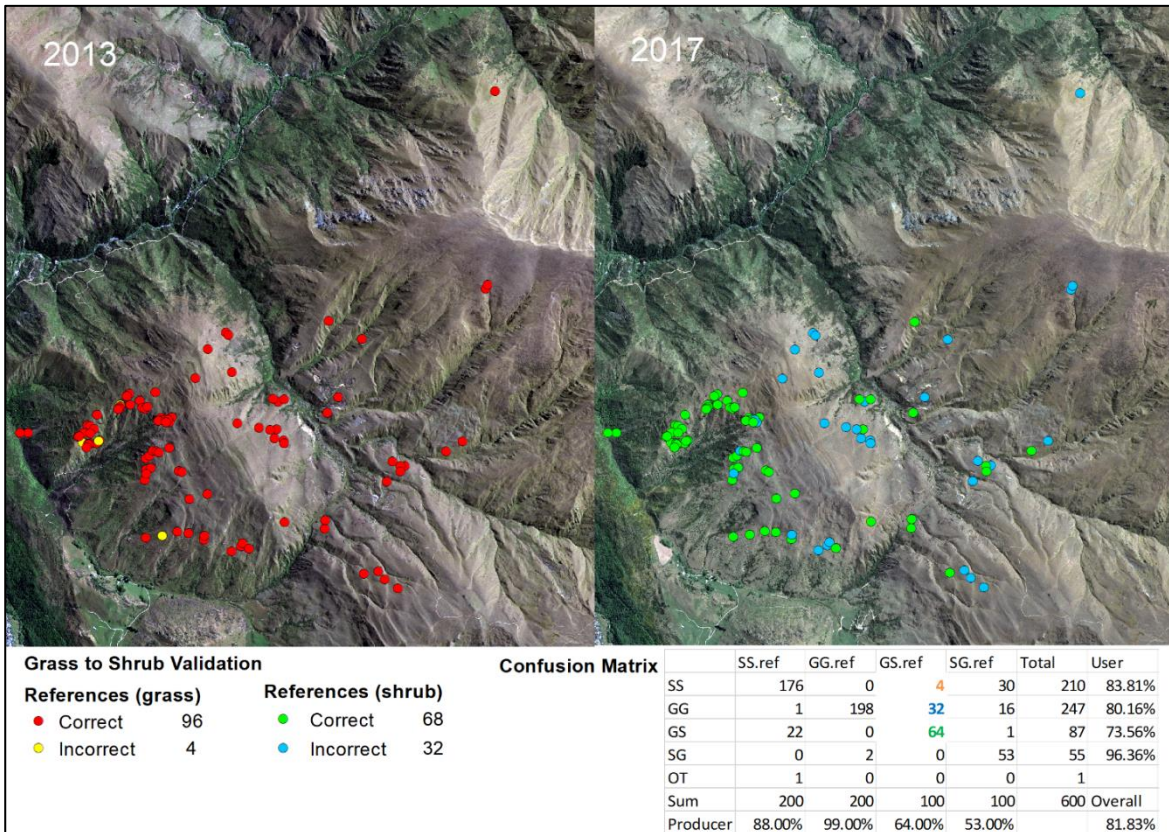 2013
2017
Grass to Shrub Validation
References (grass)
Correct 96
Incorrect 4
References (shrub)
Correct 68
Incorrect 32
Confusion Matrix
SS.ref GG.ref GS.ref SG.ref Total User
SS 176 0 4 30 210 83.81%
GG 1 198 32 16 247 80.16%
GS 22 0 64 1 87 73.56%
SG 0 2 0 53 55 96.36%
OT 1 0 0 0 1
Sum 200 200 100 100 600 Overall
Producer 88.00% 99.00% 64.00% 53.00% 81.83%